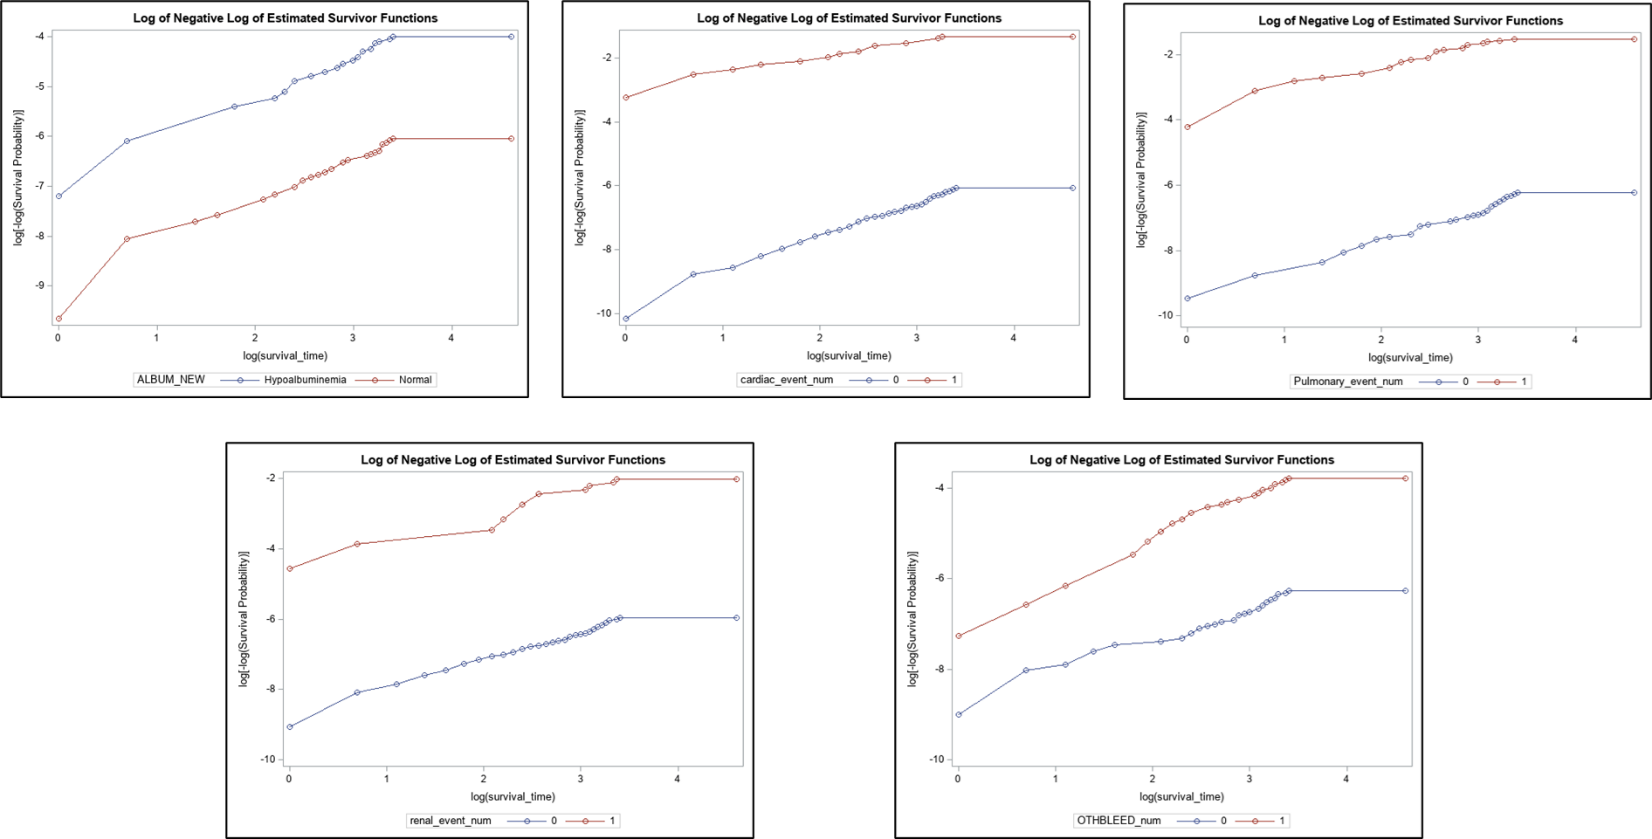 Log of Negative Log of Estimated Survivor Functions
log[-log(Survival Probability)]
-4
-5
-6
-7
-8
-9
0 1 2 3 4
log(survival_time)
ALBUM_NEW Hypoalbuminemia Normal
Log of Negative Log of Estimated Survivor Functions
log[-log(Survival Probability)]
-2
-4
-6
-8
-10
0 1 2 3 4
log(survival_time)
cardiac_event_num 0 1
Log of Negative Log of Estimated Survivor Functions
log[-log(Survival Probability)]
-2
-4
-6
-8
-10
0 1 2 3 4
log(survival_time)
Pulmonary_event_num 0 1
Log of Negative Log of Estimated Survivor Functions
log[-log(Survival Probability)]
-2
-4
-6
-8
-10
0 1 2 3 4
log(survival_time)
renal_event_num 0 1
Log of Negative Log of Estimated Survivor Functions
log[-log(Survival Probability)]
-4
-6
-8
-10
0 1 2 3 4
log(survival_time)
OTHBLEED_num 0 1